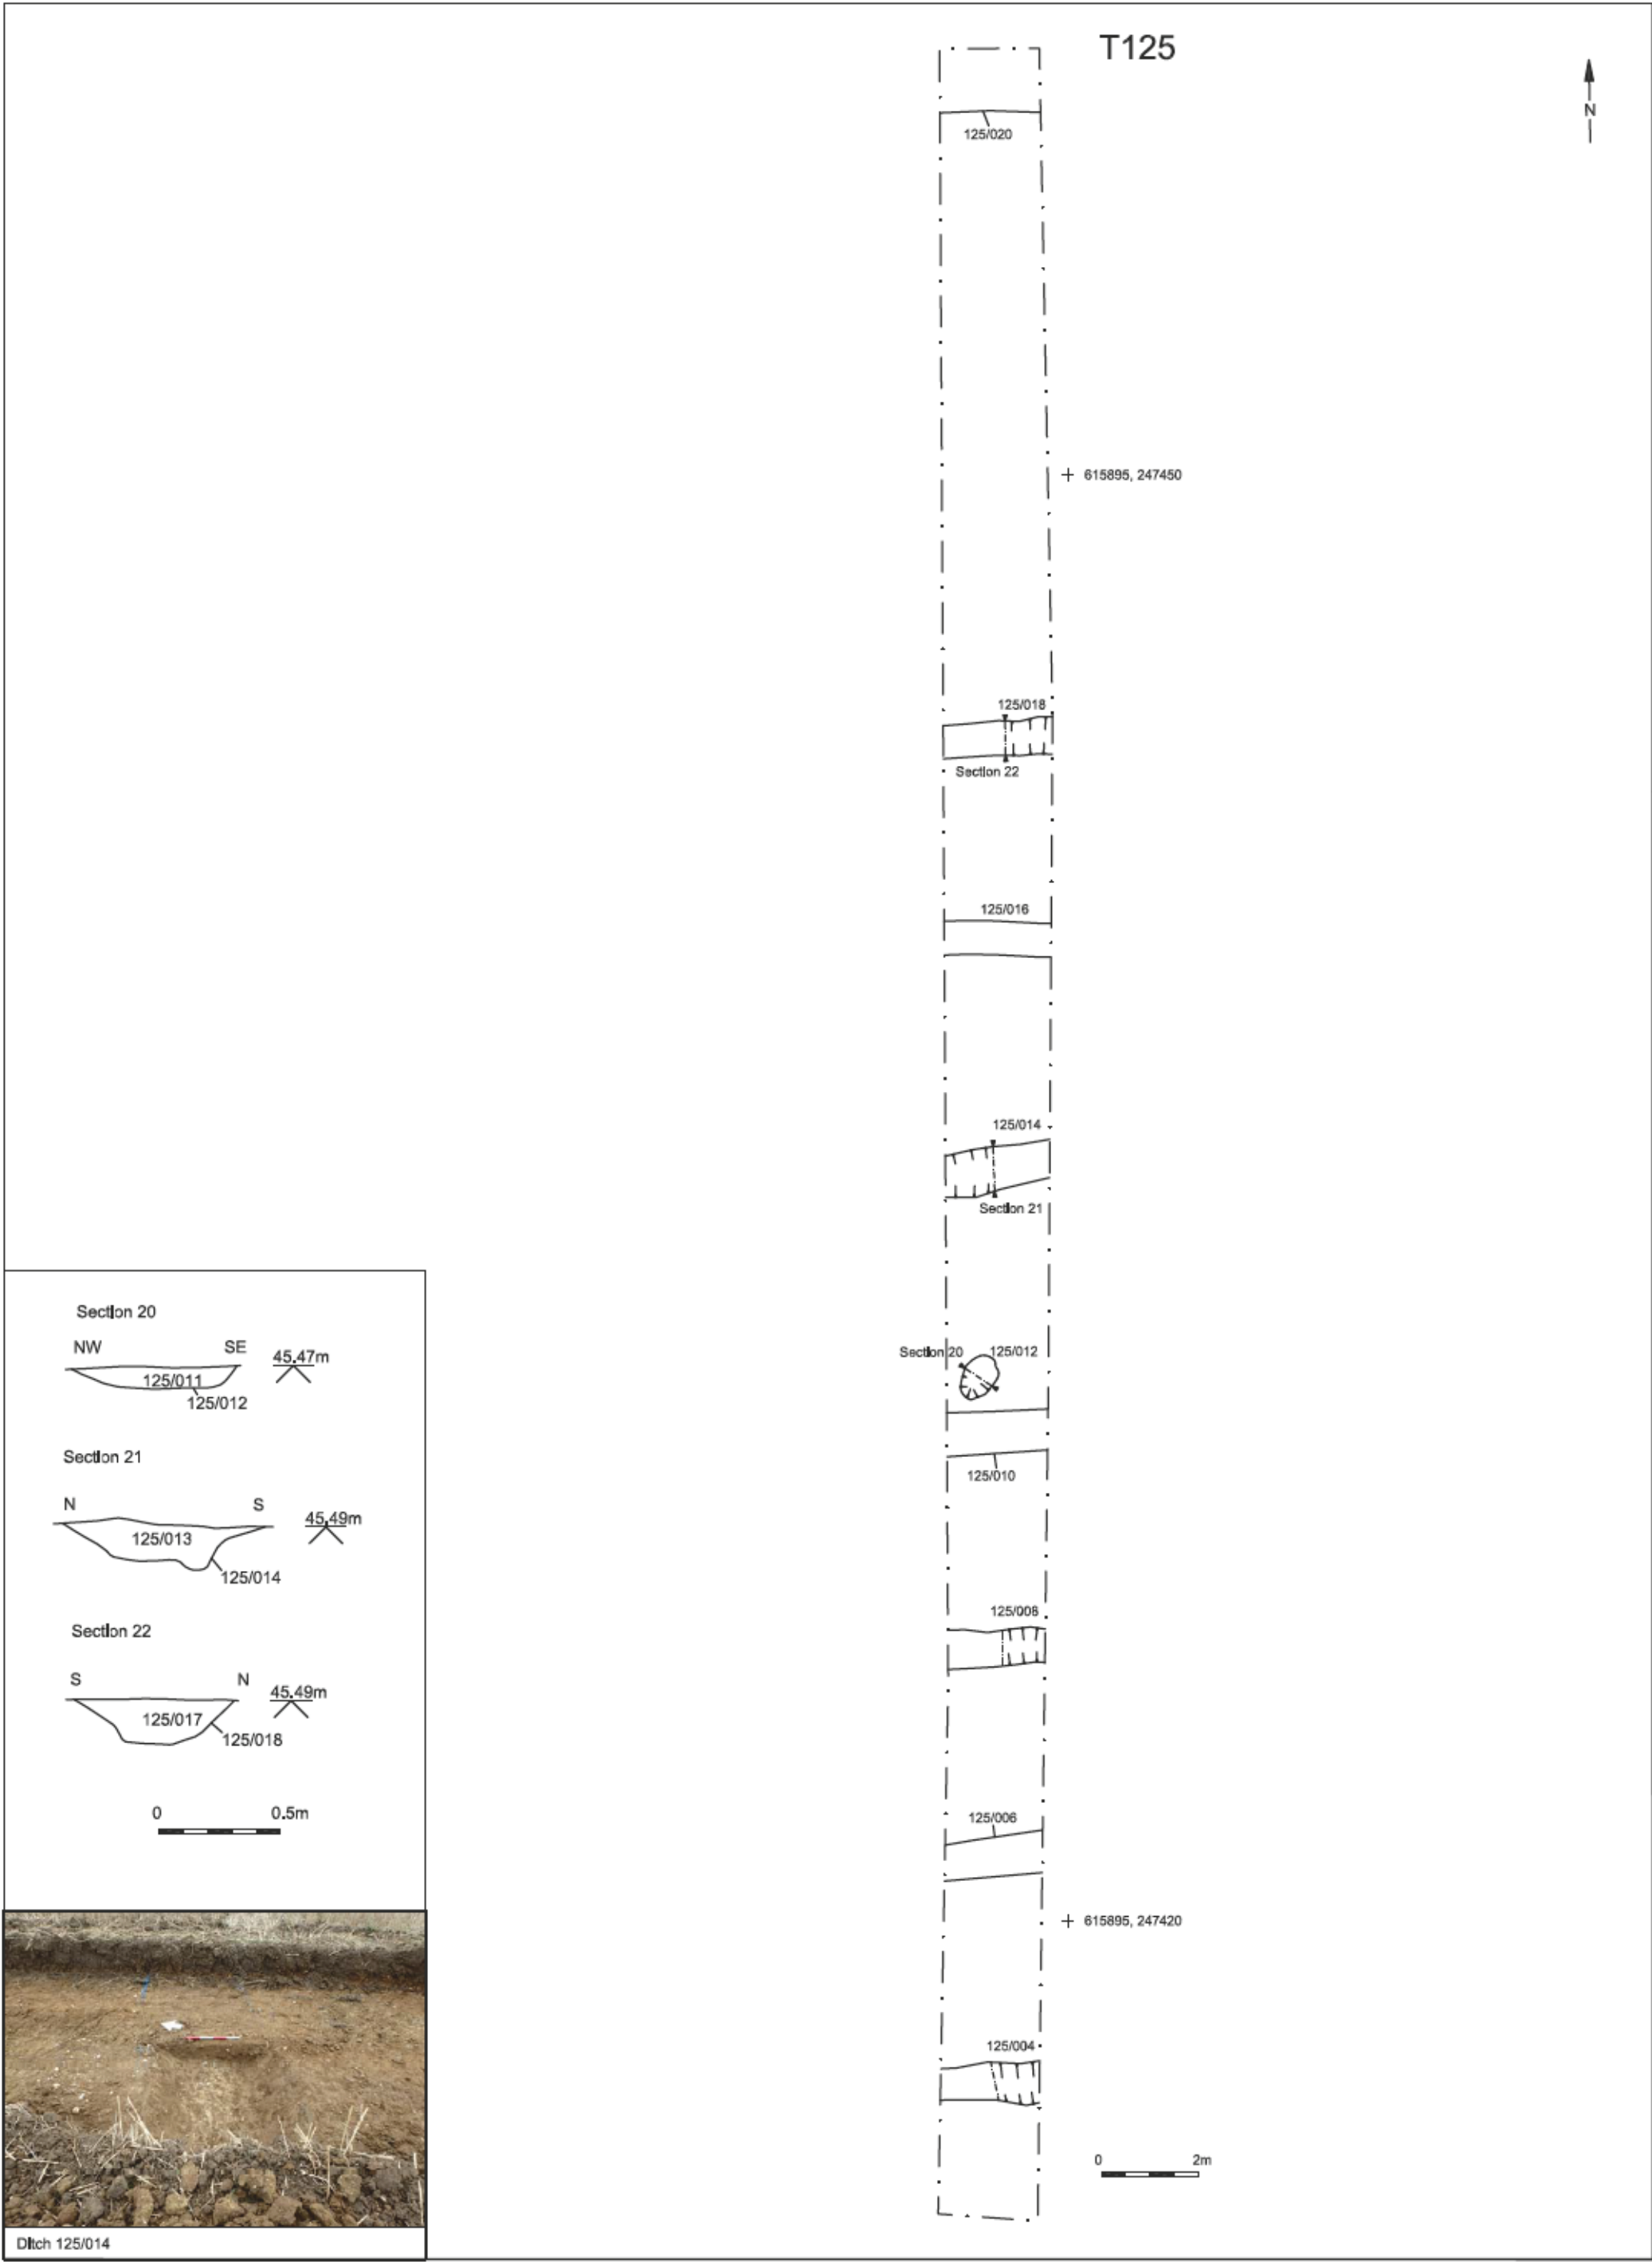 T125
N
125/020
615895, 247450
125/018
Section 22
125/016
125/014
Section 21
Section 20
125/012
125/010
125/008
125/006
615895, 247420
125/004
0 2m
Section 20
NW SE
45.47m
125/011
125/012
Section 21
N S
45.49m
125/013
125/014
Section 22
S N
45.49m
125/017
125/018
0 0.5m
Ditch 125/014